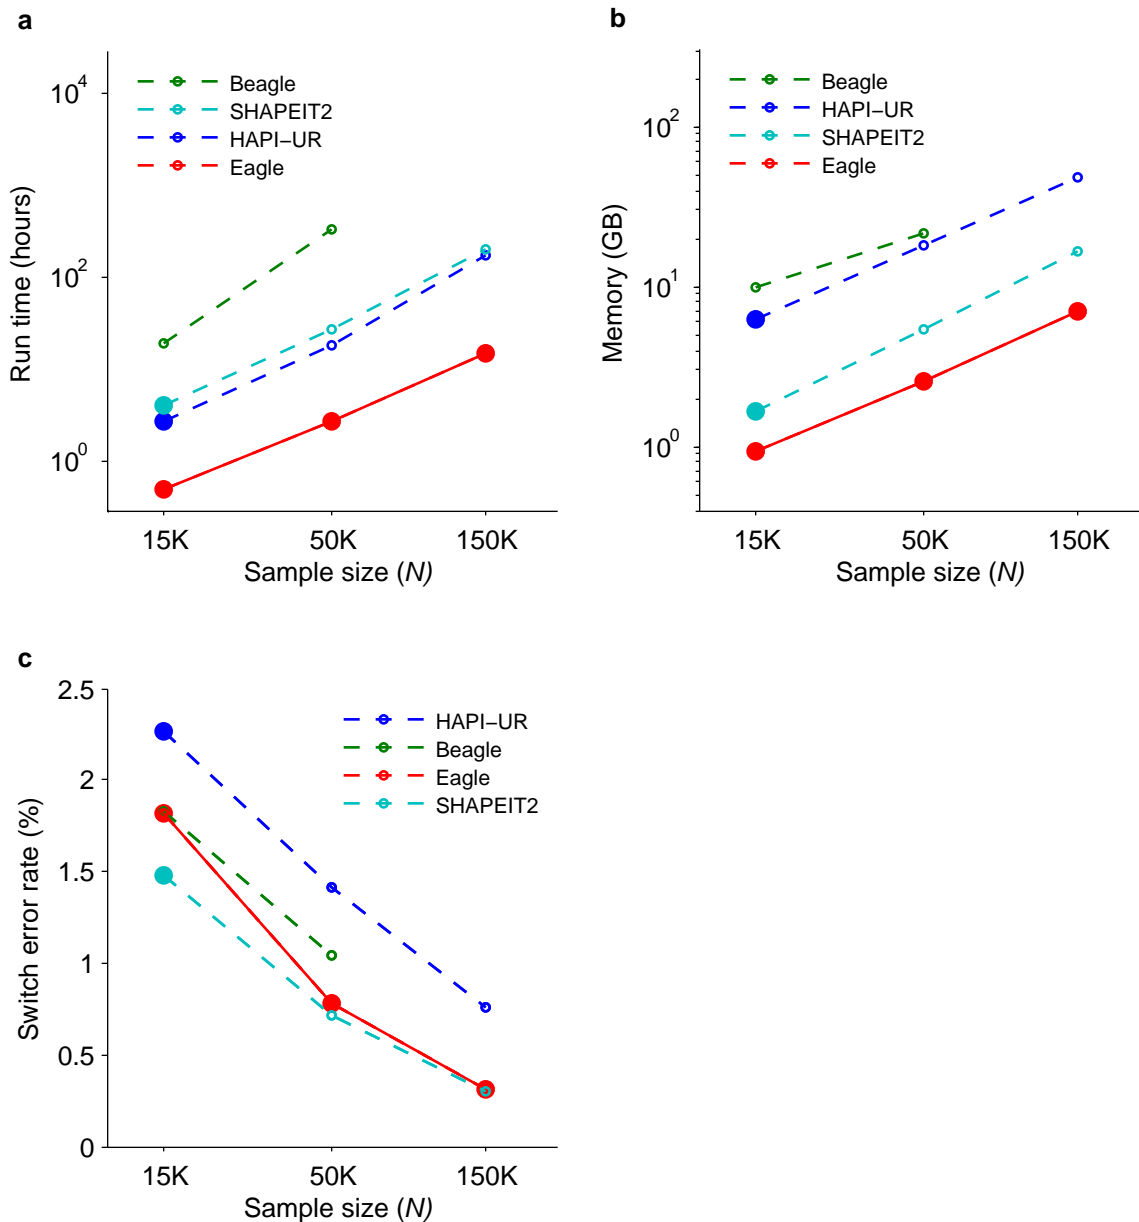 a
Run time (hours)
10^4
10^2
10^0
Beagle
SHAPEIT2
HAPI−UR
Eagle
15K 50K 150K
Sample size (N)
b
Memory (GB)
10^2
10^1
10^0
Beagle
HAPI−UR
SHAPEIT2
Eagle
15K 50K 150K
Sample size (N)
c
Switch error rate (%)
2.5
2
1.5
1
0.5
0
HAPI−UR
Beagle
Eagle
SHAPEIT2
15K 50K 150K
Sample size (N)